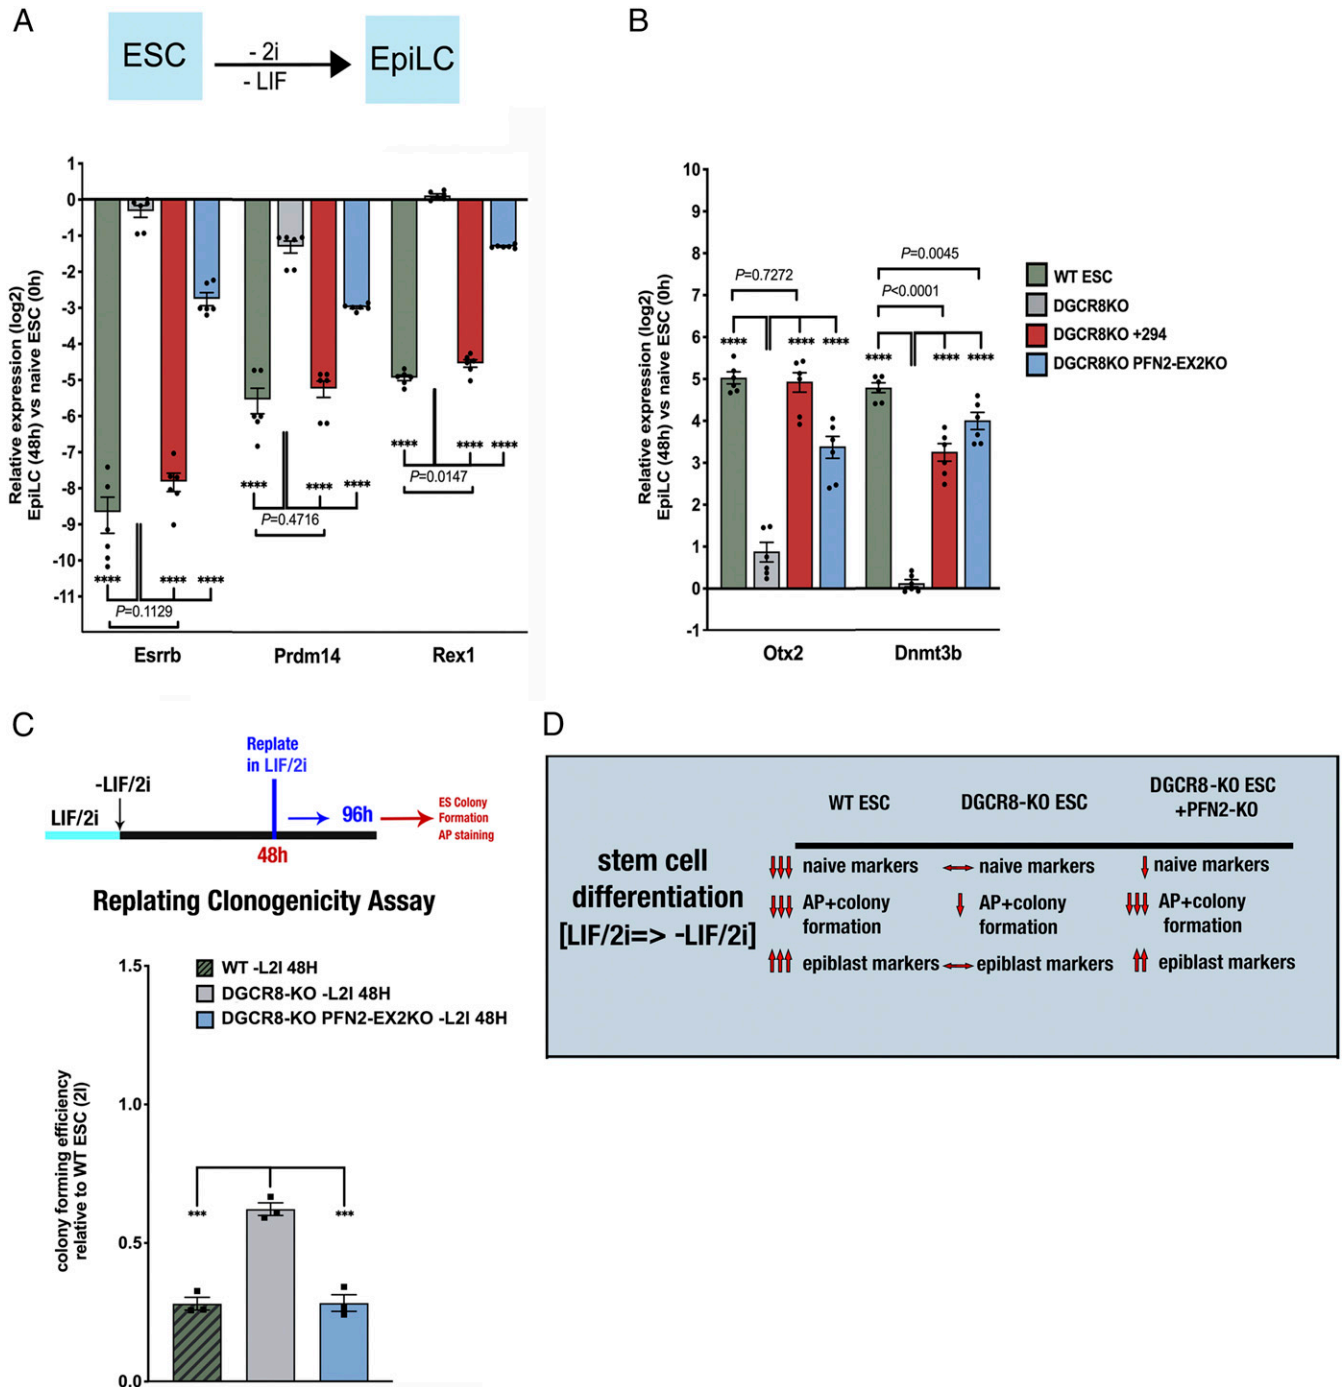 A
ESC
- 2i
- LIF
EpiLC
Relative expression (log2)
EpiLC (48h) vs naive ESC (0h)
1
0
-1
-2
-3
-4
-5
-6
-7
-8
-9
-10
-11
**** **** ****
P=0.1129
**** **** ****
P=0.4716
**** **** ****
P=0.0147
Esrrb Prdm14 Rex1
B
Relative expression (log2)
EpiLC (48h) vs naive ESC (0h)
10
9
8
7
6
5
4
3
2
1
0
-1
P=0.7272
**** **** ****
P=0.0045
P<0.0001
**** **** ****
Otx2 Dnmt3b
WT ESC
DGCR8KO
DGCR8KO +294
DGCR8KO PFN2-EX2KO
C
Replate
in LIF/2i
-LIF/2i
LIF/2i
96h
48h
ES Colony
Formation
AP staining
Replating Clonogenicity Assay
WT -L2I 48H
DGCR8-KO -L2I 48H
DGCR8-KO PFN2-EX2KO -L2I 48H
colony forming efficiency
relative to WT ESC (2I)
1.5
1.0
0.5
0.0
*** ***
D
stem cell
differentiation
[LIF/2i=> -LIF/2i]
WT ESC DGCR8-KO ESC DGCR8-KO ESC
+PFN2-KO
↓↓↓ naive markers ↔ naive markers ↓ naive markers
↓↓↓ AP+colony ↓ AP+colony ↓↓↓ AP+colony
formation formation formation
↑↑↑ epiblast markers ↔ epiblast markers ↑↑ epiblast markers